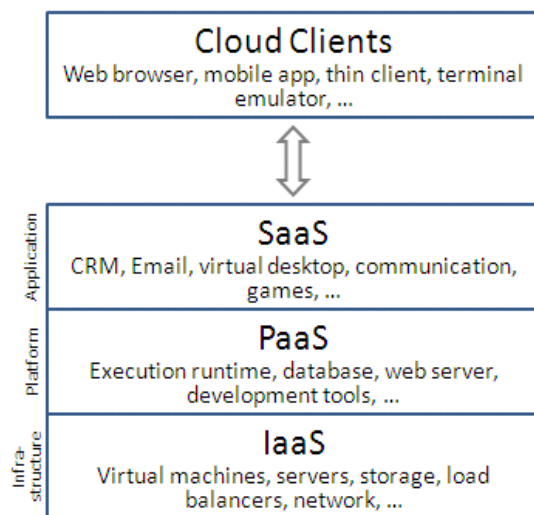 Cloud Clients
Web browser, mobile app, thin client, terminal
emulator, ...
Application
SaaS
CRM, Email, virtual desktop, communication,
games, ...
Platform
PaaS
Execution runtime, database, web server,
development tools, ...
Infra-
structure
IaaS
Virtual machines, servers, storage, load
balancers, network, ...